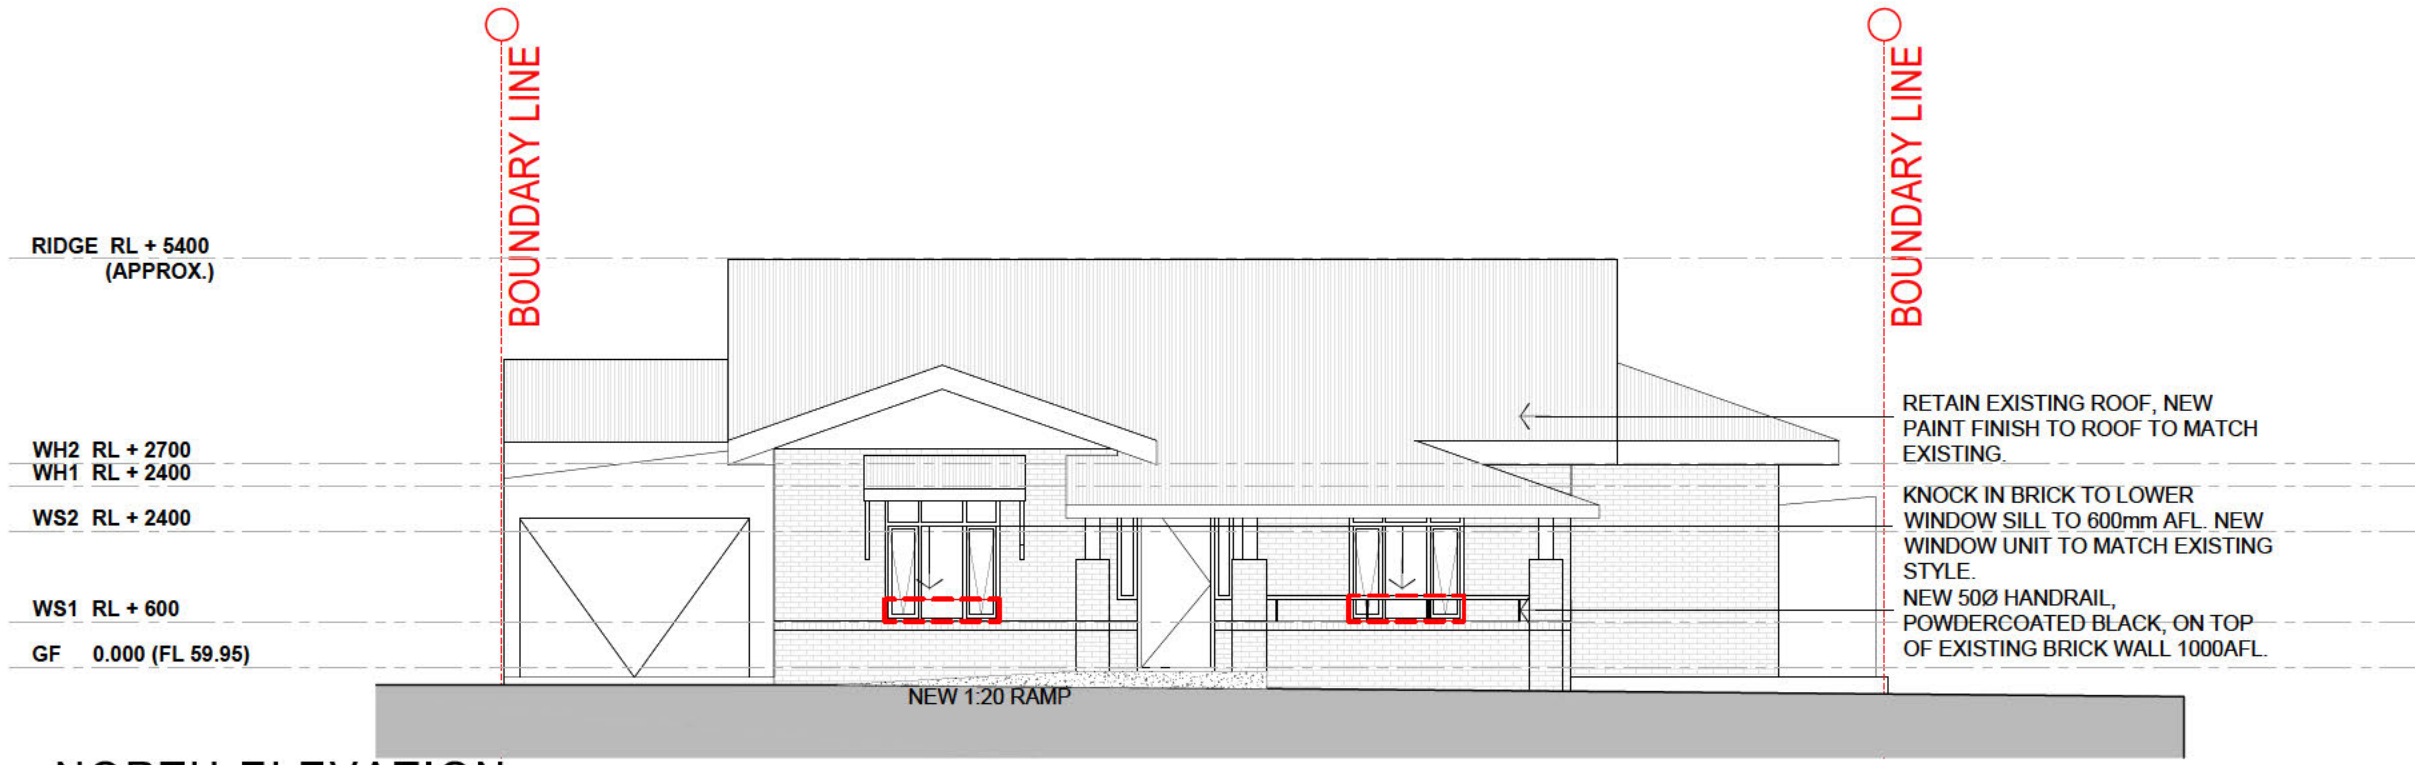 BOUNDARY LINE
BOUNDARY LINE
RIDGE RL + 5400
(APPROX.)
WH2 RL + 2700
WH1 RL + 2400
WS2 RL + 2400
WS1 RL + 600
GF 0.000 (FL 59.95)
RETAIN EXISTING ROOF, NEW
PAINT FINISH TO ROOF TO MATCH
EXISTING.
KNOCK IN BRICK TO LOWER
WINDOW SILL TO 600mm AFL. NEW
WINDOW UNIT TO MATCH EXISTING
STYLE.
NEW 50Ø HANDRAIL,
POWDERCOATED BLACK, ON TOP
OF EXISTING BRICK WALL 1000AFL.
NEW 1:20 RAMP
NORTH ELEVATION